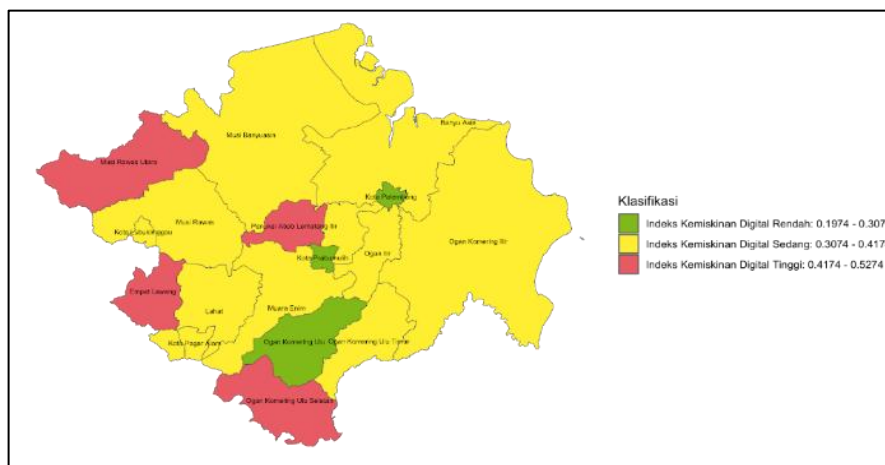 Banyu Asin
Musi Banyuasin
Musi Rawas Utara
Kota Palembang
Penukal Abab Lematang Ilir
Musi Rawas
Kota Lubuklinggau
Ogan Komering Ilir
Ogan Ilir
Kota Prabumulih
Empat Lawang
Lahat
Muara Enim
Kota Pagar Alam
Ogan Komering Ulu
Ogan Komering Ulu Timur
Ogan Komering Ulu Selatan
Klasifikasi
Indeks Kemiskinan Digital Rendah: 0.1974 - 0.307
Indeks Kemiskinan Digital Sedang: 0.3074 - 0.417
Indeks Kemiskinan Digital Tinggi: 0.4174 - 0.5274